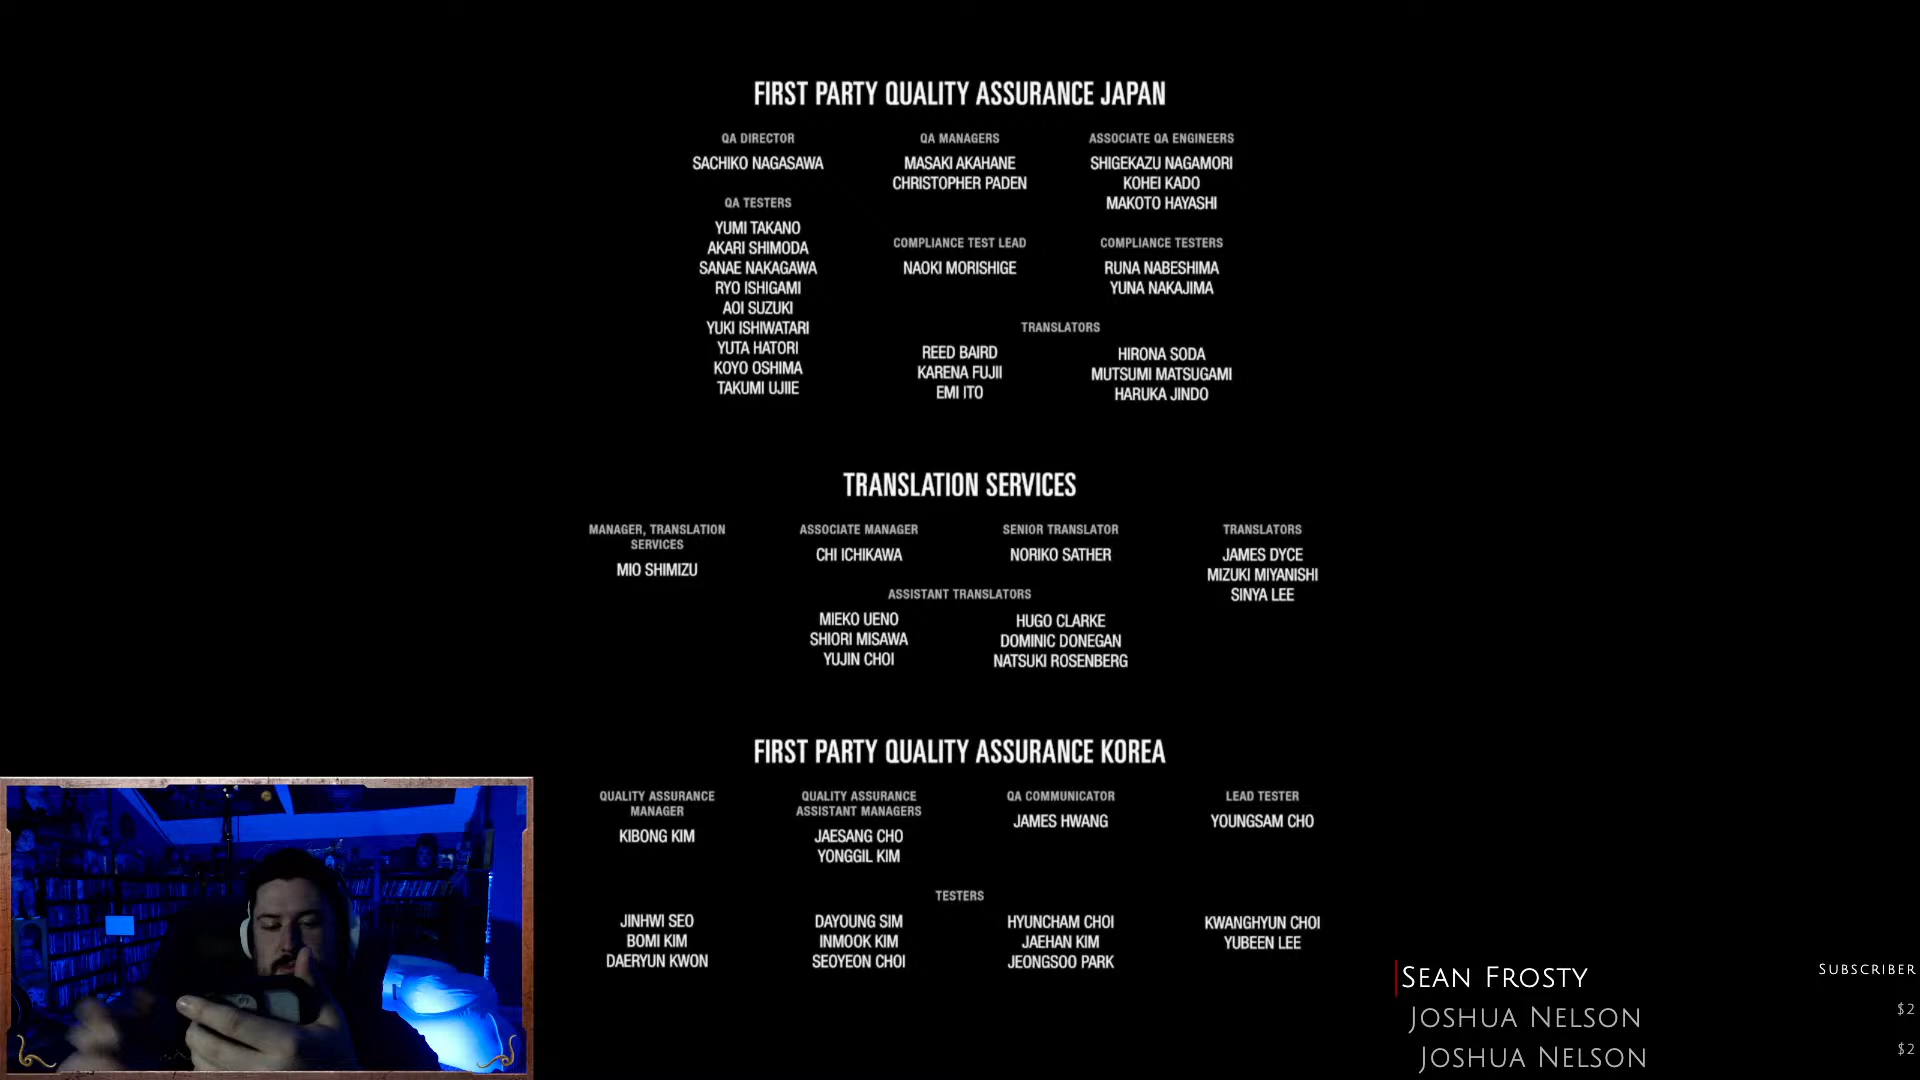 FIRST PARTY QUALITY ASSURANCE JAPAN
QA DIRECTOR
SACHIKO NAGASAWA
QA MANAGERS
MASAKI AKAHANE
CHRISTOPHER PADEN
ASSOCIATE QA ENGINEERS
SHIGEKAZU NAGAMORI
KOHEI KADO
MAKOTO HAYASHI
QA TESTERS
YUMI TAKANO
AKARI SHIMODA
SANAE NAKAGAWA
RYO ISHIGAMI
AOI SUZUKI
YUKI ISHIWATARI
YUTA HATORI
KOYO OSHIMA
TAKUMI UJIIE
COMPLIANCE TEST LEAD
NAOKI MORISHIGE
COMPLIANCE TESTERS
RUNA NABESHIMA
YUNA NAKAJIMA
TRANSLATORS
REED BAIRD
KARENA FUJII
EMI ITO
HIRONA SODA
MUTSUMI MATSUGAMI
HARUKA JINDO
TRANSLATION SERVICES
MANAGER, TRANSLATION
SERVICES
MIO SHIMIZU
ASSOCIATE MANAGER
CHI ICHIKAWA
SENIOR TRANSLATOR
NORIKO SATHER
TRANSLATORS
JAMES DYCE
MIZUKI MIYANISHI
SINYA LEE
ASSISTANT TRANSLATORS
MIEKO UENO
SHIORI MISAWA
YUJIN CHOI
HUGO CLARKE
DOMINIC DONEGAN
NATSUKI ROSENBERG
FIRST PARTY QUALITY ASSURANCE KOREA
QUALITY ASSURANCE
MANAGER
KIBONG KIM
QUALITY ASSURANCE
ASSISTANT MANAGERS
JAESANG CHO
YONGGIL KIM
QA COMMUNICATOR
JAMES HWANG
LEAD TESTER
YOUNGSAM CHO
TESTERS
JINHWI SEO
BOMI KIM
DAERYUN KWON
DAYOUNG SIM
INMOOK KIM
SEOYEON CHOI
HYUNCHAM CHOI
JAEHAN KIM
JEONGSOO PARK
KWANGHYUN CHOI
YUBEEN LEE
SEAN FROSTY SUBSCRIBER
JOSHUA NELSON $2
JOSHUA NELSON $2